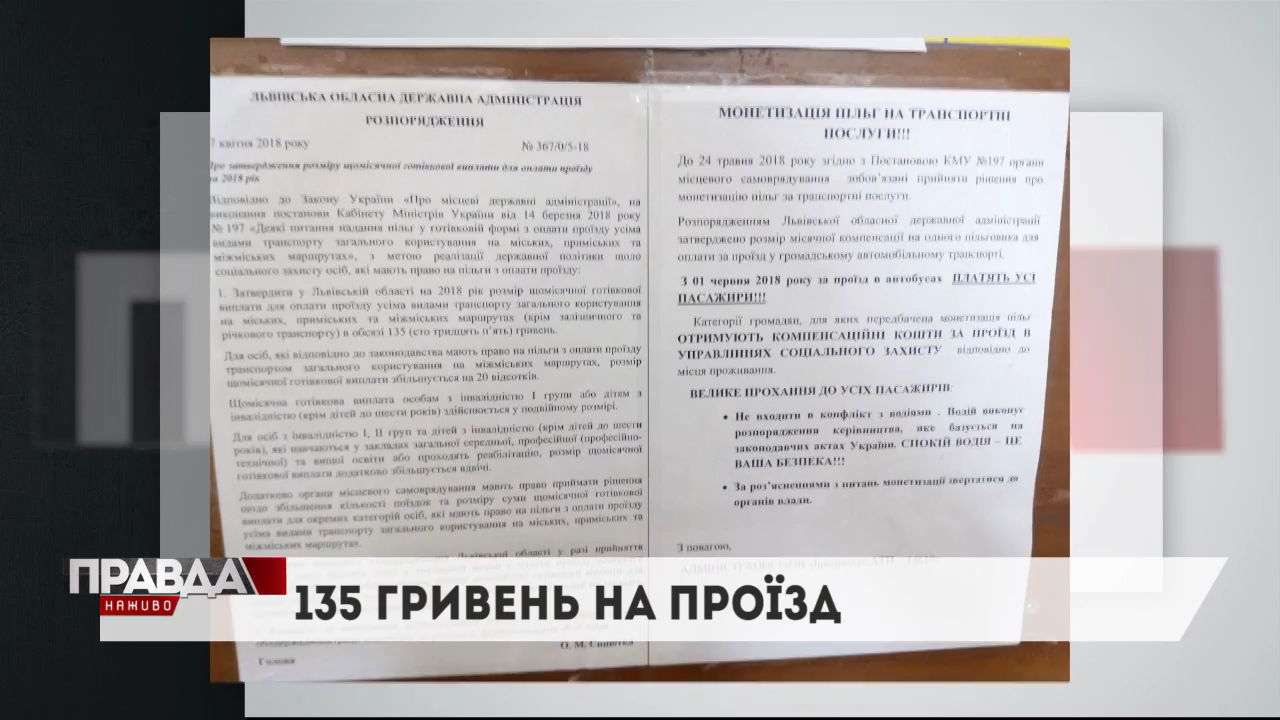 ЛЬВІВСЬКА ОБЛАСНА ДЕРЖАВНА АДМІНІСТРАЦІЯ
РОЗПОРЯДЖЕННЯ
7 квітня 2018 року № 367/0/5-18
Про затвердження розміру щомісячної готівкової виплати для оплати проїзду
на 2018 рік
Відповідно до Закону України «Про місцеві державні адміністрації», на
виконання постанови Кабінету Міністрів України від 14 березня 2018 року
№ 197 «Деякі питання надання пільг у готівковій формі з оплати проїзду усіма
видами транспорту загального користування на міських, приміських та
міжміських маршрутах», з метою реалізації державної політики щодо
соціального захисту осіб, які мають право на пільги з оплати проїзду:
1. Затвердити у Львівській області на 2018 рік розмір щомісячної готівкової
виплати для оплати проїзду усіма видами транспорту загального користування
на міських, приміських та міжміських маршрутах (крім залізничного та
річкового транспорту) в обсязі 135 (сто тридцять п'ять) гривень.
Для осіб, які відповідно до законодавства мають право на пільги з оплати проїзду
транспортом загального користування на міжміських маршрутах, розмір
щомісячної готівкової виплати збільшується на 20 відсотків.
Щомісячна готівкова виплата особам з інвалідністю І групи або дітям з
інвалідністю (крім дітей до шести років) здійснюється у подвійному розмірі.
Для осіб з інвалідністю І, ІІ груп та дітей з інвалідністю (крім дітей до шести
років), які навчаються у закладах загальної середньої, професійної (професійно-
технічної) та вищої освіти або проходять реабілітацію, розмір щомісячної
готівкової виплати додатково збільшується вдвічі.
Додатково органи місцевого самоврядування мають право приймати рішення
щодо збільшення кількості поїздок та розміру суми щомісячної готівкової
виплати для окремих категорій осіб, які мають право на пільги з оплати проїзду
усіма видами транспорту загального користування на міських, приміських та
міжміських маршрутах.
Львівської області у разі прийняття
Голова О. М. Синютка
МОНЕТИЗАЦІЯ ПІЛЬГ НА ТРАНСПОРТНІ
ПОСЛУГИ!!!
До 24 травня 2018 року згідно з Постановою КМУ №197 органи
місцевого самоврядування зобов'язані прийняти рішення про
монетизацію пільг за транспортні послуги.
Розпорядженням Львівської обласної державної адміністрації
затверджено розмір місячної компенсації на одного пільговика для
оплати за проїзд у громадському автомобільному транспорті.
З 01 червня 2018 року за проїзд в автобусах ПЛАТЯТЬ УСІ
ПАСАЖИРИ!!!
Категорії громадян, для яких передбачена монетизація пільг
ОТРИМУЮТЬ КОМПЕНСАЦІЙНІ КОШТИ ЗА ПРОЇЗД В
УПРАВЛІННЯХ СОЦІАЛЬНОГО ЗАХИСТУ відповідно до
місця проживання.
ВЕЛИКЕ ПРОХАННЯ ДО УСІХ ПАСАЖИРІВ:
• Не входити в конфлікт з водіями . Водій виконує
розпорядження керівництва, яке базується на
законодавчих актах України. СПОКІЙ ВОДІЯ – ЦЕ
ВАША БЕЗПЕКА!!!
• За роз'ясненнями з питань монетизації звертатися до
органів влади.
З повагою,
ПРАВДА
НАЖИВО
135 ГРИВЕНЬ НА ПРОЇЗД